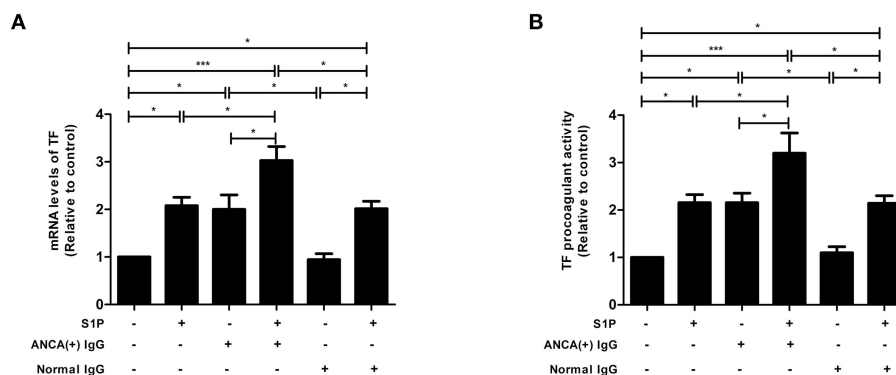 A
*
*** *
* * *
* *
*
mRNA levels of TF
(Relative to control)
4
3
2
1
0
S1P - + - + - +
ANCA(+) IgG - - + + - -
Normal IgG - - - - + +
B
*
*** *
* * *
* *
*
TF procoagulant activity
(Relative to control)
4
3
2
1
0
S1P - + - + - +
ANCA(+) IgG - - + + - -
Normal IgG - - - - + +